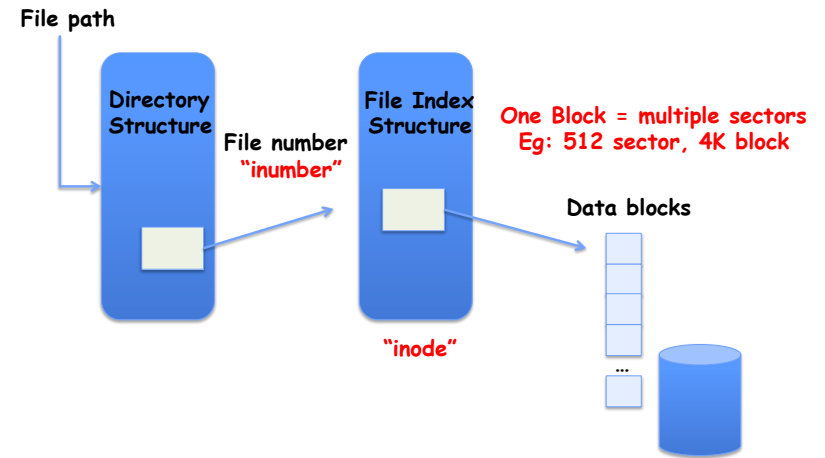 File path
Directory
Structure
File number
“inumber”
File Index
Structure
“inode”
One Block = multiple sectors
Eg: 512 sector, 4K block
Data blocks
…